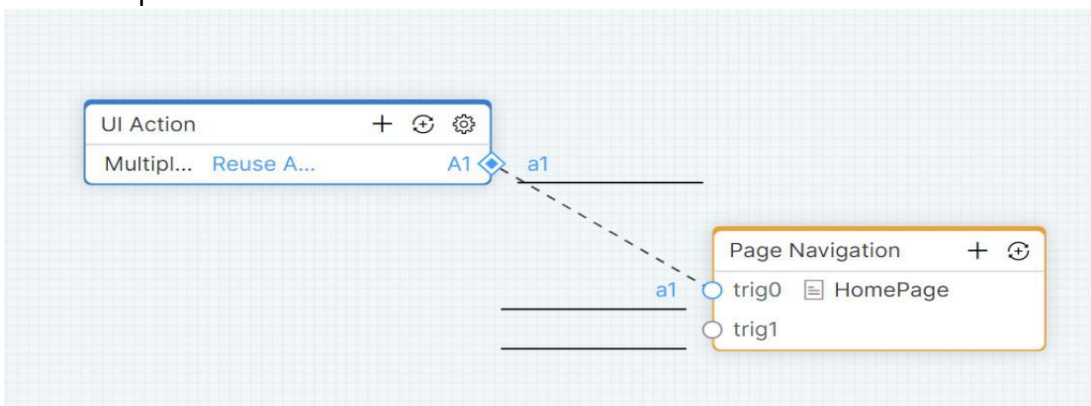 UI Action
Multipl... Reuse A... A1 a1
Page Navigation
a1 trig0 HomePage
trig1